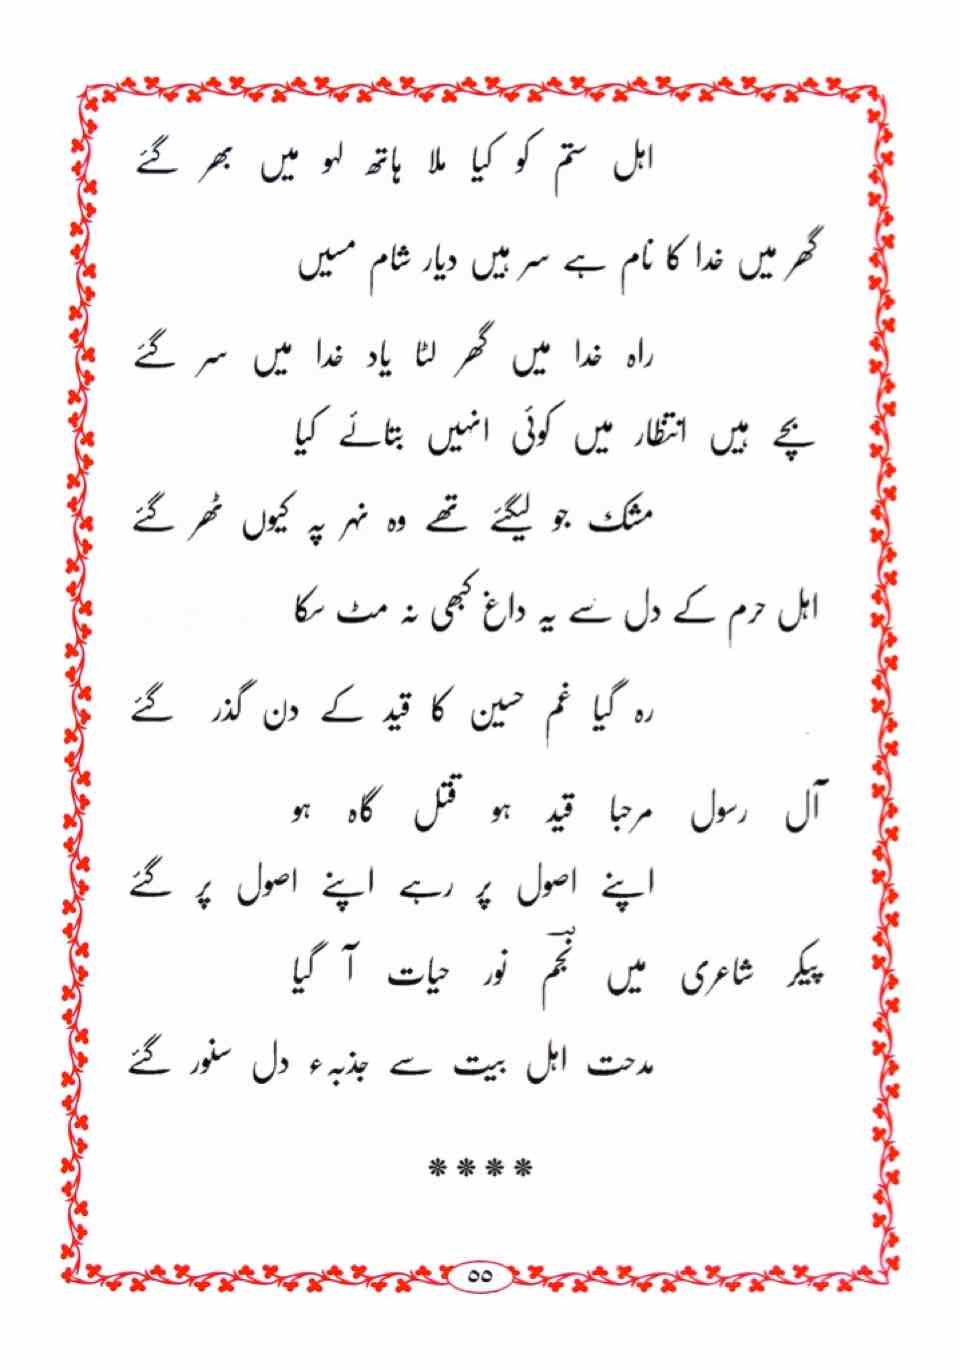 اہل ستم کو کیا ملا ہاتھ لہو میں بھر گئے
گھر میں خدا کا نام ہے سر ہیں دیار شام مسیں
راہ خدا میں گھر لٹا یاد خدا میں سر گئے
بچے ہیں انتظار میں کوئی انہیں بتائے کیا
مشک جو لیگئے تھے وہ نہر پہ کیوں ٹھر گئے
اہل حرم کے دل سے یہ داغ کبھی نہ مٹ سکا
رہ گیا غم حسین کا قید کے دن گذر گئے
آل رسول مرحبا قید ہو قتل گاہ ہو
اپنے اصول پر رہے اپنے اصول پر گئے
پیکر شاعری میں نجم نور حیات آ گیا
مدحت اہل بیت سے جذبہء دل سنور گئے
****
۵۵